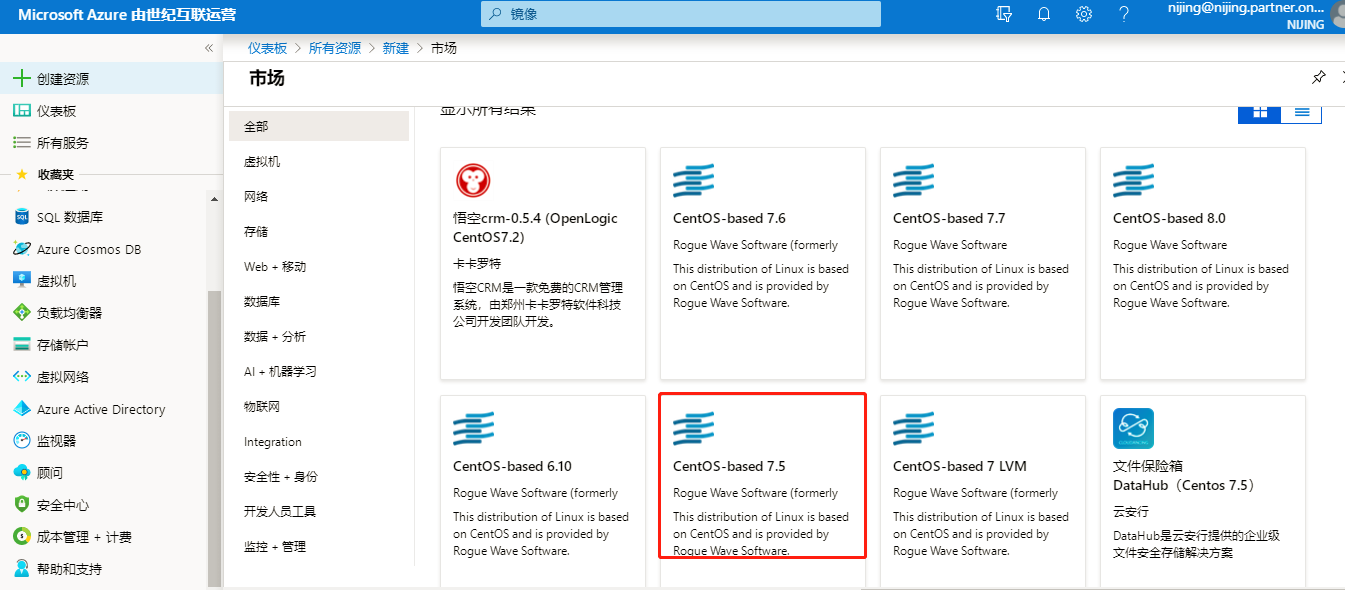 Microsoft Azure 由世纪互联运营
镜像
nijing@nijing.partner.on...
NIJING
仪表板 > 所有资源 > 新建 > 市场
创建资源
仪表板
所有服务
收藏夹
SQL 数据库
Azure Cosmos DB
虚拟机
负载均衡器
存储帐户
虚拟网络
Azure Active Directory
监视器
顾问
安全中心
成本管理 + 计费
帮助和支持
市场
全部
虚拟机
网络
存储
Web + 移动
数据库
数据 + 分析
AI + 机器学习
物联网
Integration
安全性 + 身份
开发人员工具
监控 + 管理
显示所有结果
悟空crm-0.5.4 (OpenLogic
CentOS7.2)
卡卡罗特
悟空CRM是一款免费的CRM管理
系统，由郑州卡卡罗特软件科技
公司开发团队开发。
CentOS-based 7.6
Rogue Wave Software (formerly
This distribution of Linux is based
on CentOS and is provided by
Rogue Wave Software.
CentOS-based 7.7
Rogue Wave Software
This distribution of Linux is based
on CentOS and is provided by
Rogue Wave Software.
CentOS-based 8.0
Rogue Wave Software
This distribution of Linux is based
on CentOS and is provided by
Rogue Wave Software.
CentOS-based 6.10
Rogue Wave Software (formerly
This distribution of Linux is based
on CentOS and is provided by
Rogue Wave Software.
CentOS-based 7.5
Rogue Wave Software (formerly
This distribution of Linux is based
on CentOS and is provided by
Rogue Wave Software.
CentOS-based 7 LVM
Rogue Wave Software (formerly
This distribution of Linux is based
on CentOS and is provided by
Rogue Wave Software.
文件保险箱
DataHub（Centos 7.5）
云安行
DataHub是云安行提供的企业级
文件安全存储解决方案